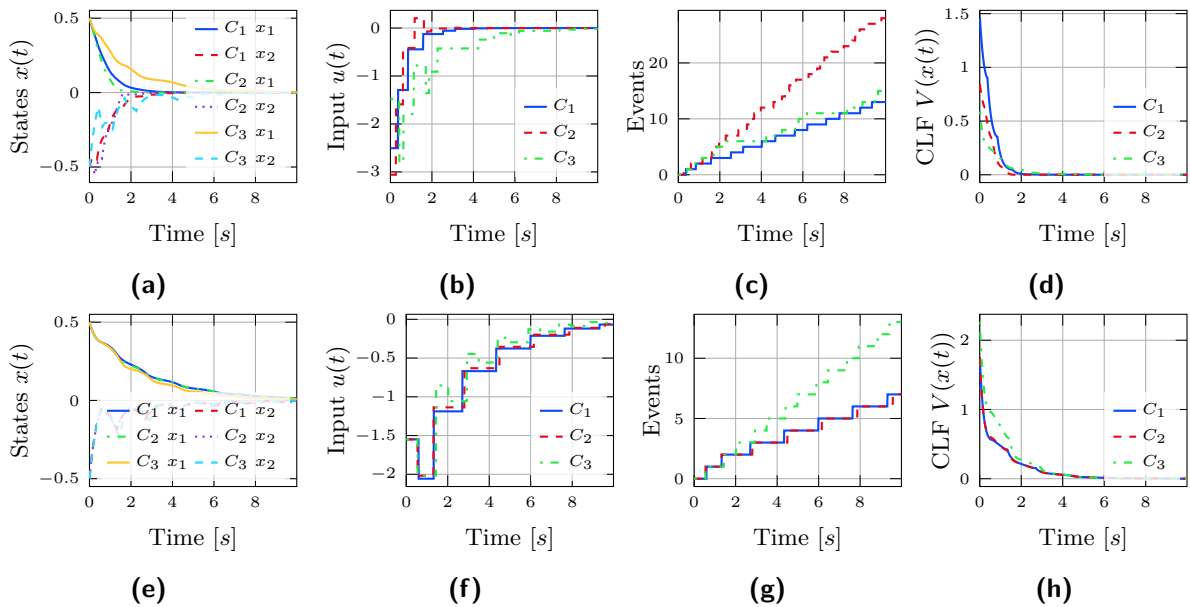 States x(t)
0.5
0
−0.5
0 2 4 6 8
Time [s]
C₁ x₁
C₁ x₂
C₂ x₁
C₂ x₂
C₃ x₁
C₃ x₂
(a)
Input u(t)
0
−1
−2
−3
0 2 4 6 8
Time [s]
C₁
C₂
C₃
(b)
Events
20
10
0
0 2 4 6 8
Time [s]
(c)
CLF V(x(t))
1.5
1
0.5
0
0 2 4 6 8
Time [s]
C₁
C₂
C₃
(d)
States x(t)
0.5
0
−0.5
0 2 4 6 8
Time [s]
C₁ x₁ C₁ x₂
C₂ x₁ C₂ x₂
C₃ x₁ C₃ x₂
(e)
Input u(t)
0
−0.5
−1
−1.5
−2
0 2 4 6 8
Time [s]
C₁
C₂
C₃
(f)
Events
10
5
0
0 2 4 6 8
Time [s]
(g)
CLF V(x(t))
2
1
0
0 2 4 6 8
Time [s]
C₁
C₂
C₃
(h)